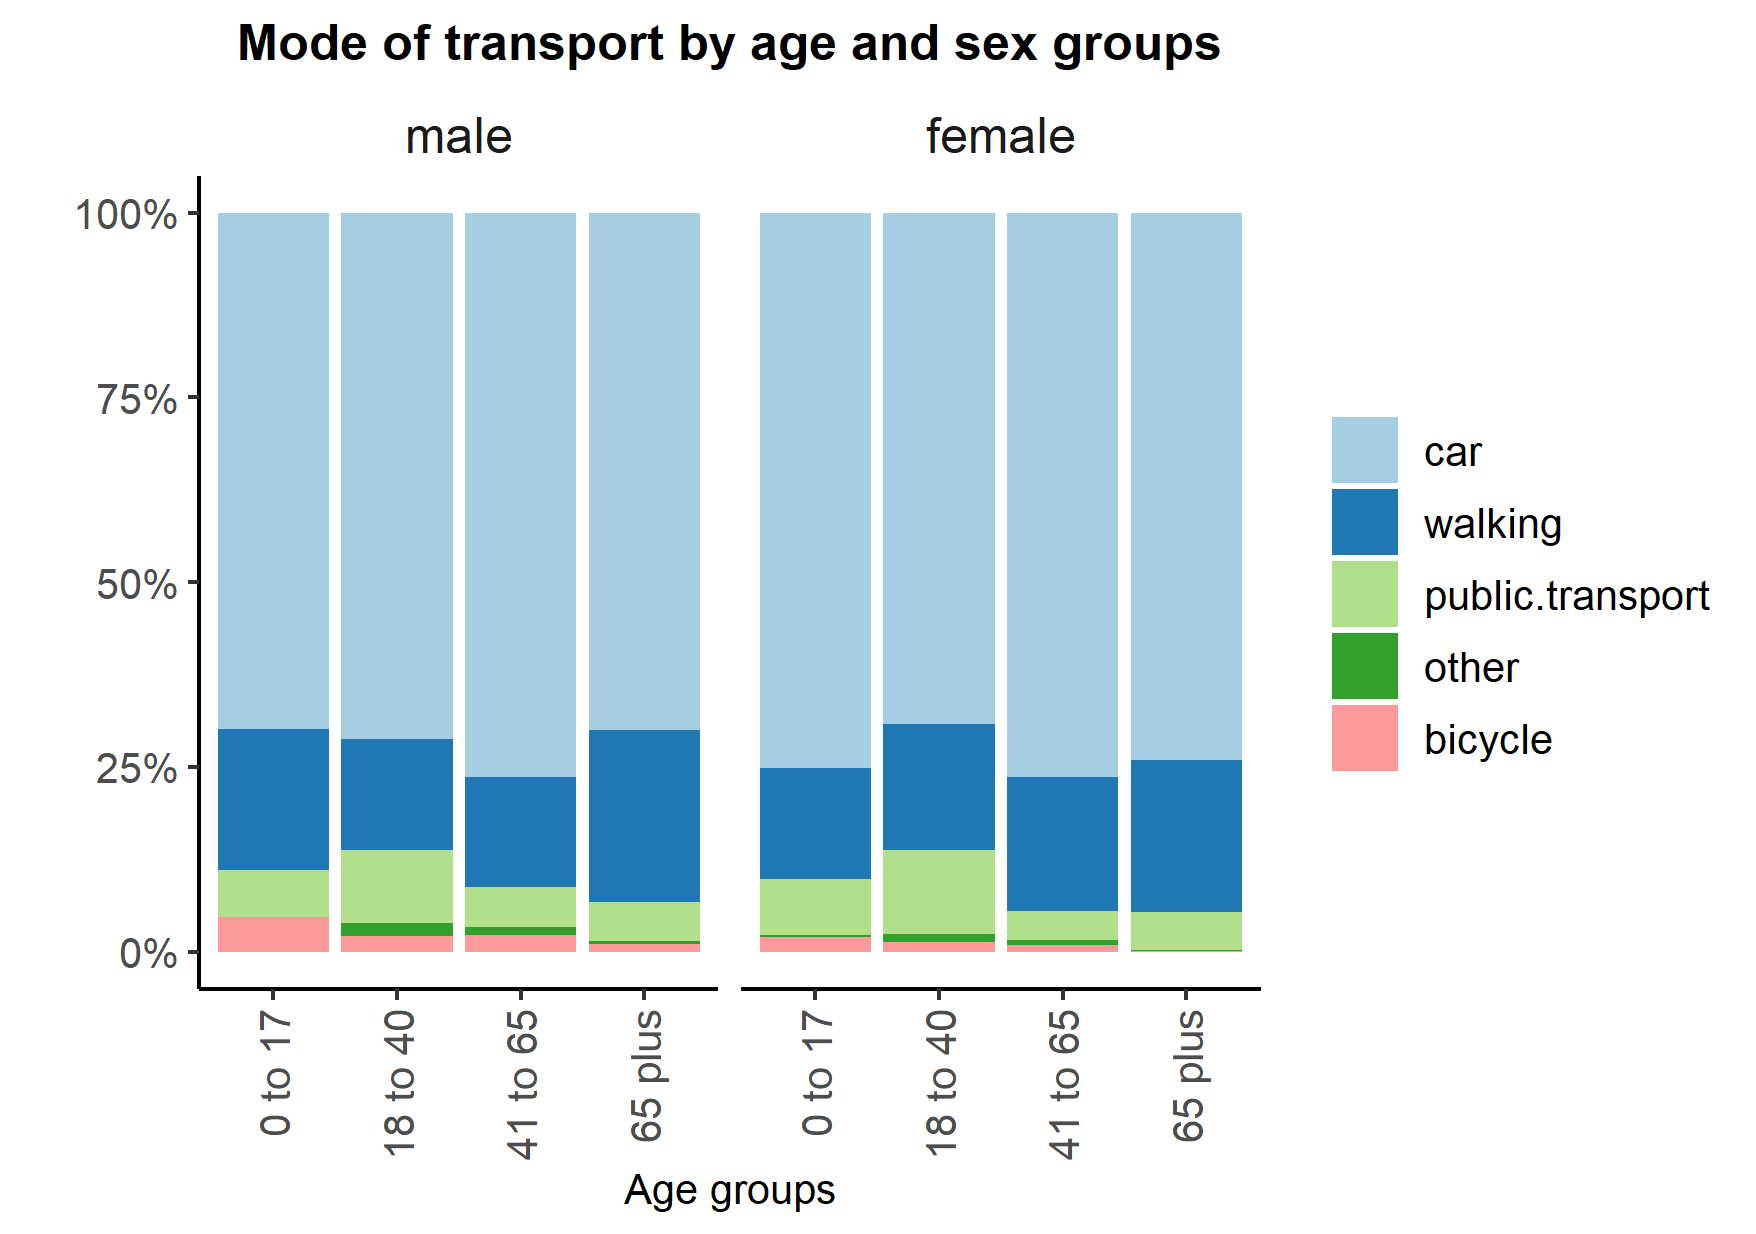 Mode of transport by age and sex groups
male
female
100%
75%
50%
25%
0%
0 to 17
18 to 40
41 to 65
65 plus
0 to 17
18 to 40
41 to 65
65 plus
Age groups
car
walking
public.transport
other
bicycle